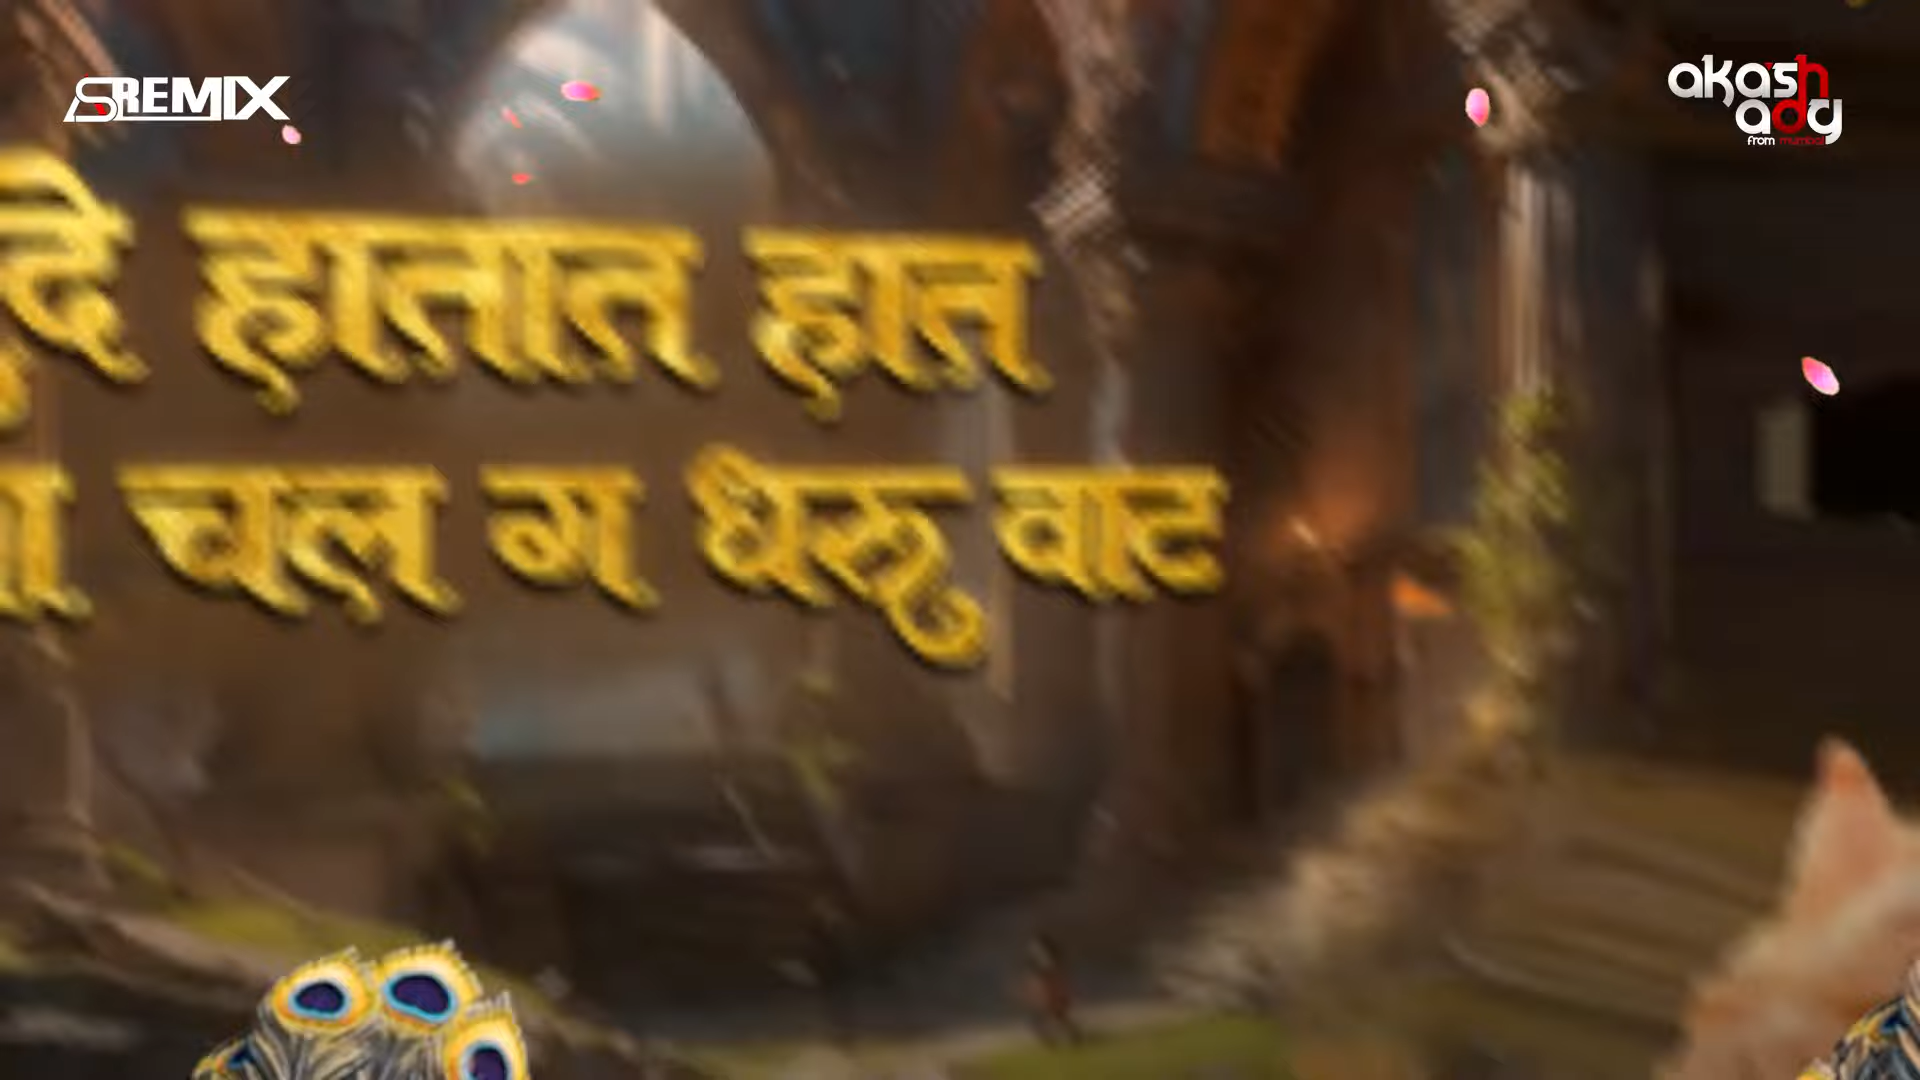 SREMIX
akash ady
from mumbai
दे हातात हात
चल ग धरू वाट